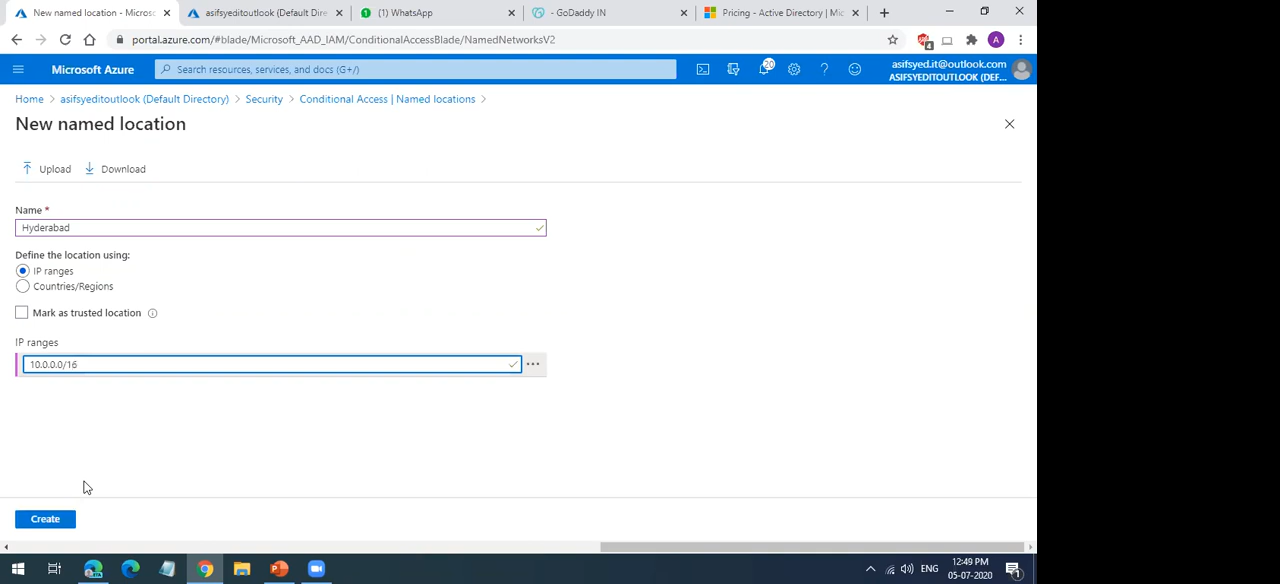 New named location - Microso
asifsyeditoutlook (Default Dire
(1) WhatsApp
- GoDaddy IN
Pricing - Active Directory | Mic
portal.azure.com/#blade/Microsoft_AAD_IAM/ConditionalAccessBlade/NamedNetworksV2
4
A
Microsoft Azure
Search resources, services, and docs (G+/)
20
asifsyed.it@outlook.com
ASIFSYEDITOUTLOOK (DEF...
Home > asifsyeditoutlook (Default Directory) > Security > Conditional Access | Named locations >
New named location
Upload
Download
Name *
Hyderabad
Define the location using:
IP ranges
Countries/Regions
Mark as trusted location
IP ranges
10.0.0.0/16
Create
ENG
12:49 PM
05-07-2020
1